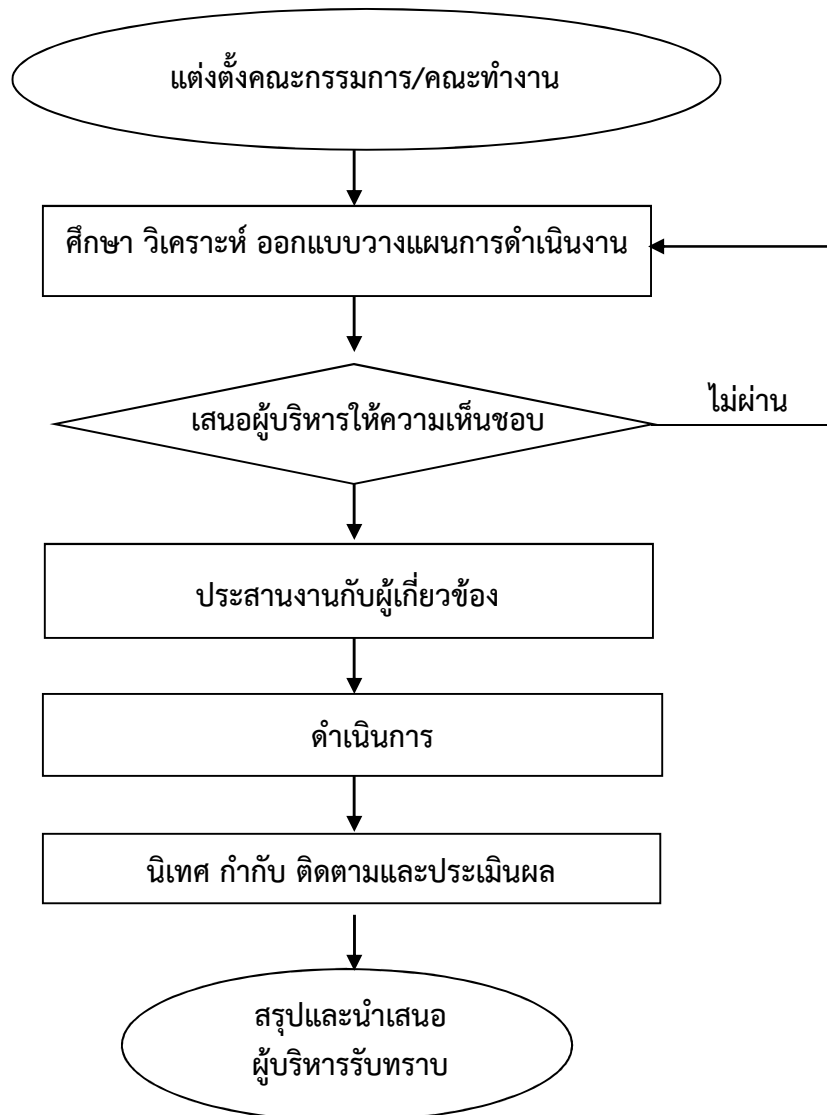 แต่งตั้งคณะกรรมการ/คณะทำงาน
ศึกษา วิเคราะห์ ออกแบบวางแผนการดำเนินงาน
เสนอผู้บริหารให้ความเห็นชอบ
ไม่ผ่าน
ประสานงานกับผู้เกี่ยวข้อง
ดำเนินการ
นิเทศ กำกับ ติดตามและประเมินผล
สรุปและนำเสนอ
ผู้บริหารรับทราบ